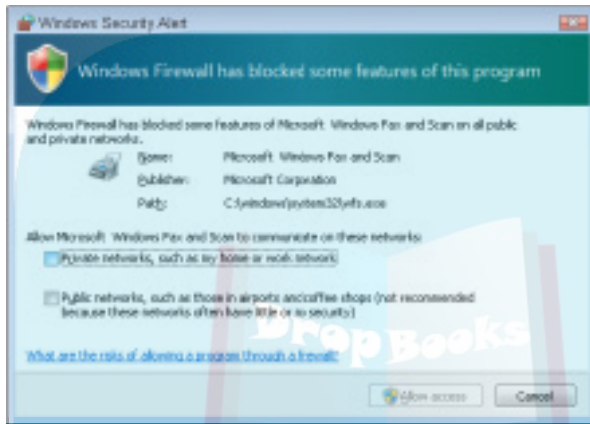 Windows Security Alert
Windows Firewall has blocked some features of this program
Windows Firewall has blocked some features of Microsoft Windows Fax and Scan on all public
and private networks.
Name: Microsoft Windows Fax and Scan
Publisher: Microsoft Corporation
Path: C:\windows\system32\wfs.exe
Allow Microsoft Windows Fax and Scan to communicate on these networks:
Private networks, such as my home or work network
Public networks, such as those in airports and coffee shops (not recommended
because these networks often have little or no security)
DropBooks
What are the risks of allowing a program through a firewall?
Allow access Cancel